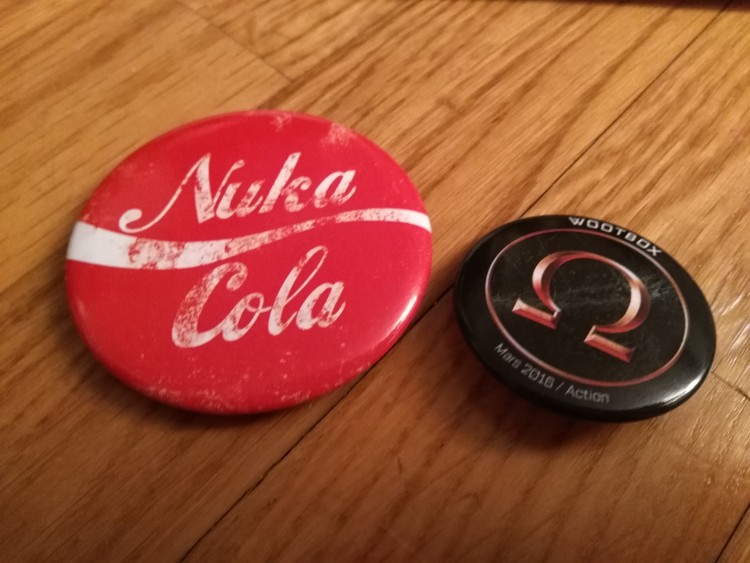 Nuka
Cola
WOOTBOX
Ω
Mars 2016 / Action